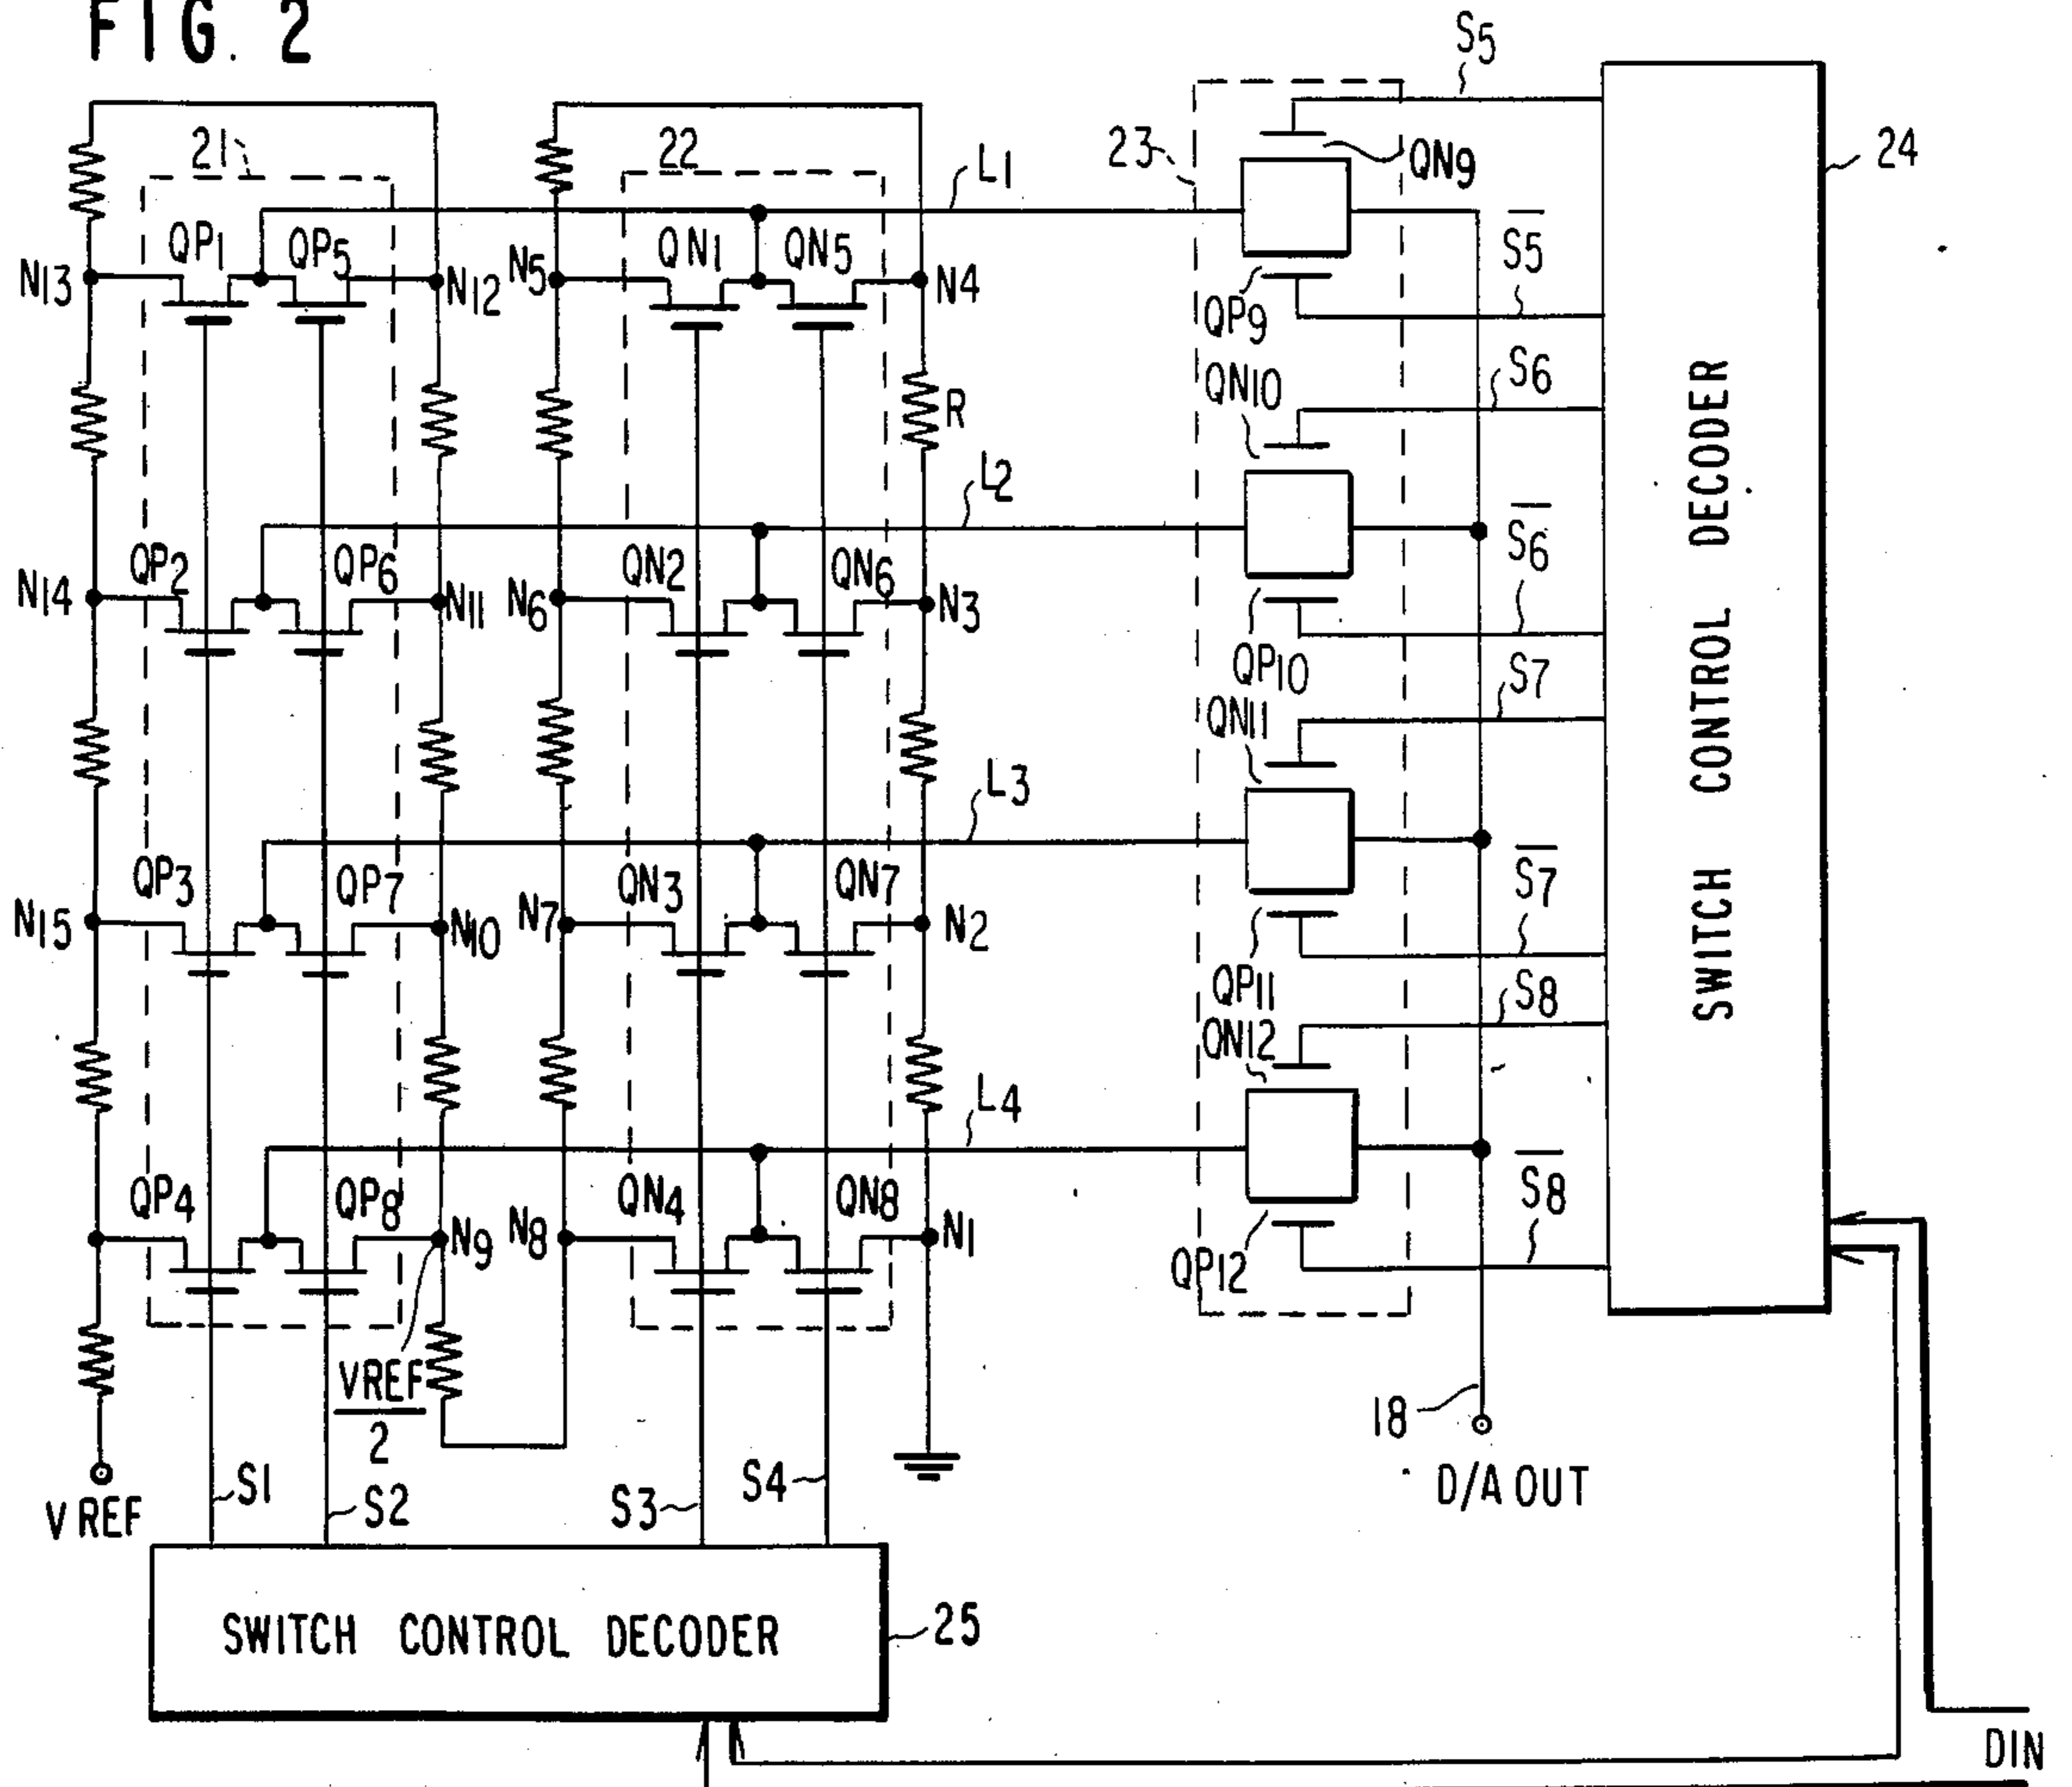 FIG. 2
S5
21
22
L1
23
QN9
24
QP1
QP5
QN1
QN5
S5
N13
N12
N5
N4
QP9
S6
QN10
R
L2
S6
QP2
QP6
QN2
QN6
N14
N11
N6
N3
QP10
S7
QN11
L3
S7
QP3
QP7
QN3
QN7
N15
N10
N7
N2
QP11
S8
QN12
L4
S8
QP4
QP8
QN4
QN8
N9
N8
N1
QP12
SWITCH CONTROL DECODER
VREF
2
18
D/A OUT
V REF
S1
S2
S3
S4
SWITCH CONTROL DECODER
25
DIN